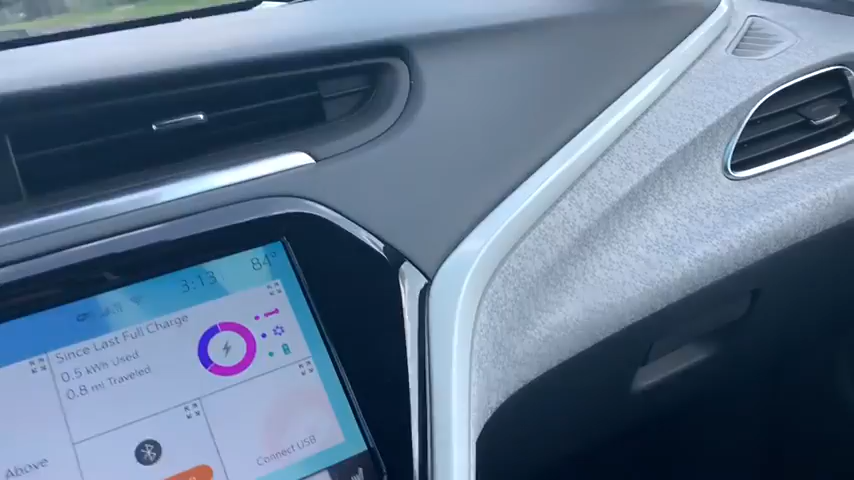 3:13 84°
Since Last Full Charge
0.5 kWh Used
0.8 mi Traveled
Above
Connect USB